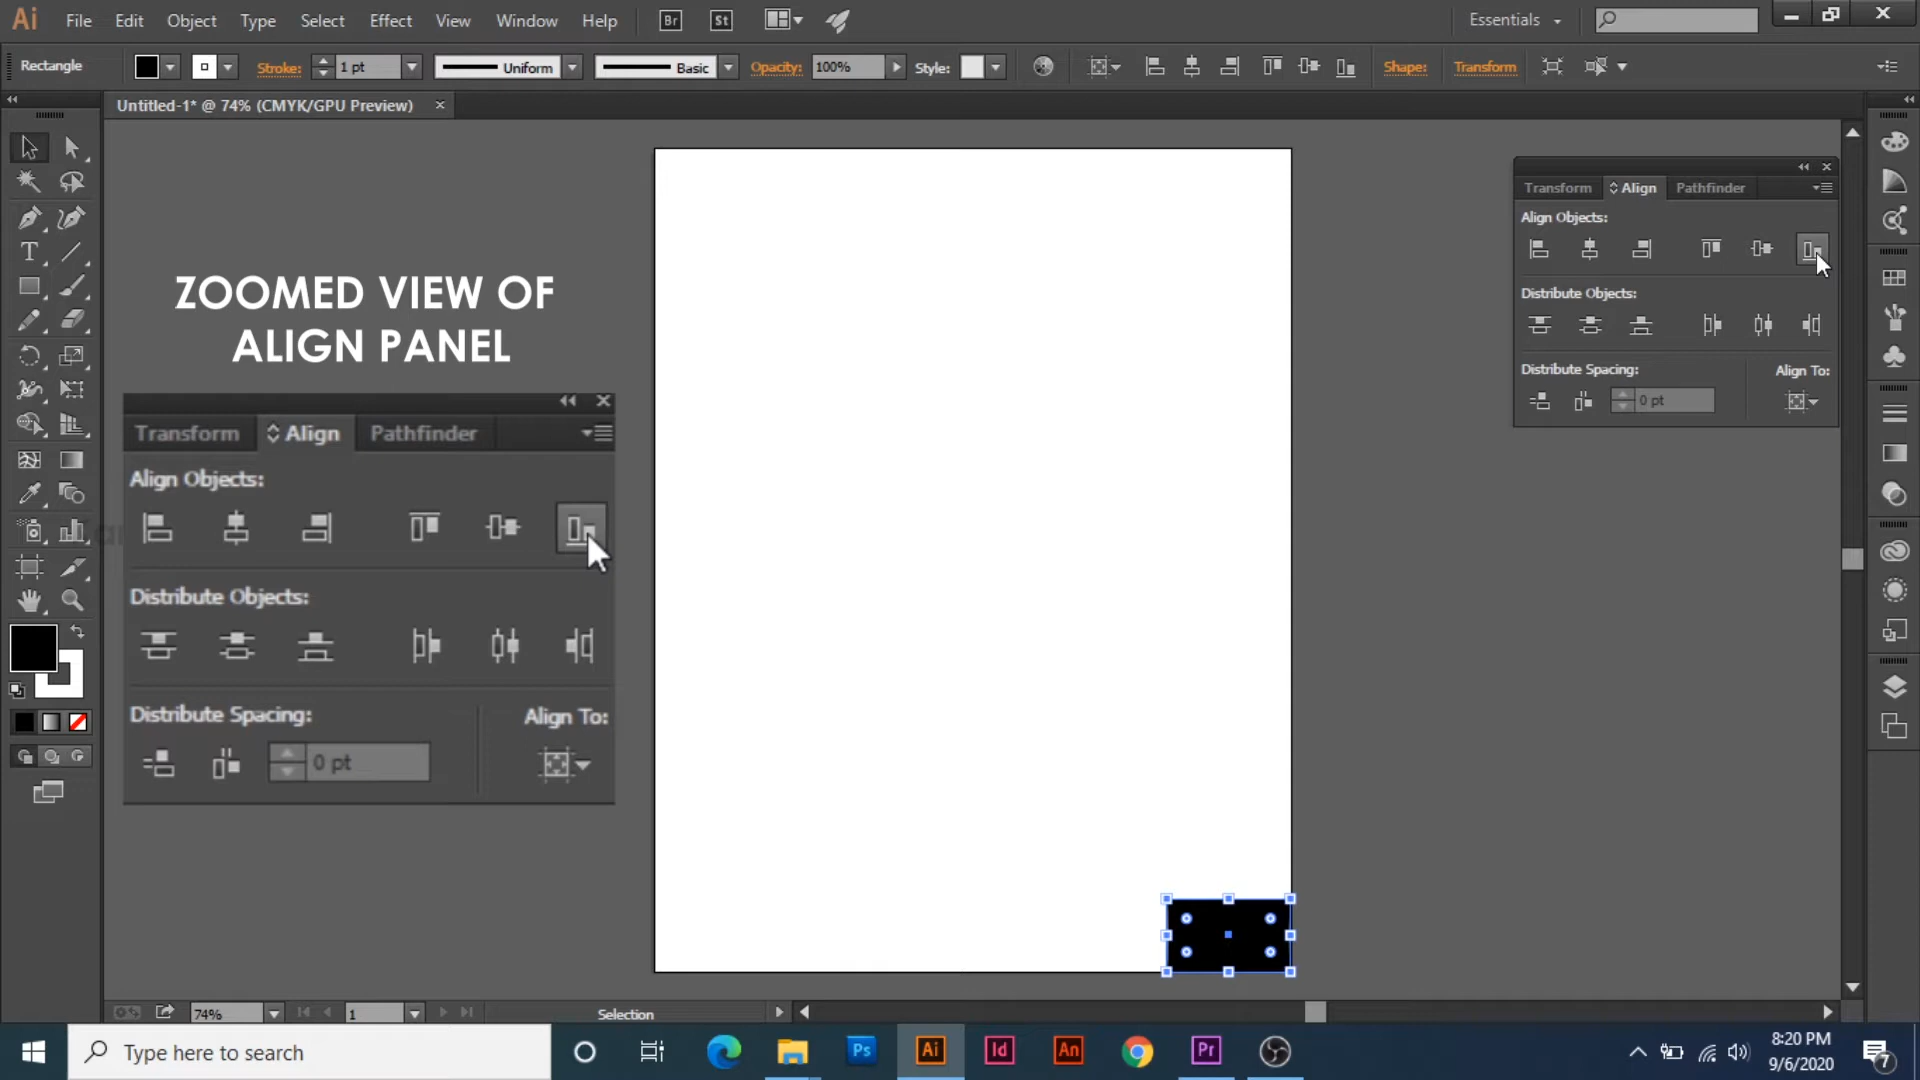 Ai File Edit Object Type Select Effect View Window Help Br St Essentials
Rectangle Stroke: 1 pt Uniform Basic Opacity: 100% Style: Shape: Transform
Untitled-1* @ 74% (CMYK/GPU Preview)
ZOOMED VIEW OF
ALIGN PANEL
Transform Align Pathfinder
Align Objects:
Distribute Objects:
Distribute Spacing: Align To:
0 pt
Transform Align Pathfinder
Align Objects:
Distribute Objects:
Distribute Spacing: Align To:
0 pt
74% 1 Selection
Type here to search Ps Ai Id An Pr 8:20 PM
9/6/2020 7